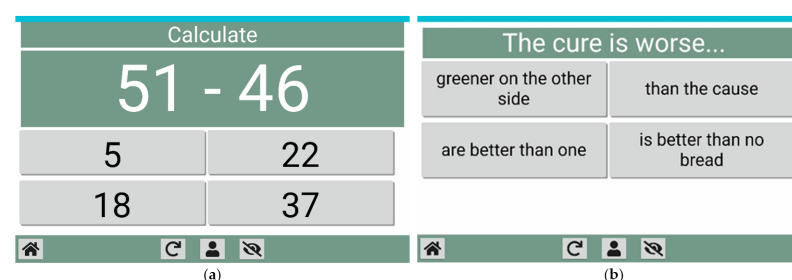 Calculate
51 - 46
5
22
18
37
(a)
The cure is worse...
greener on the other
side
than the cause
are better than one
is better than no
bread
(b)